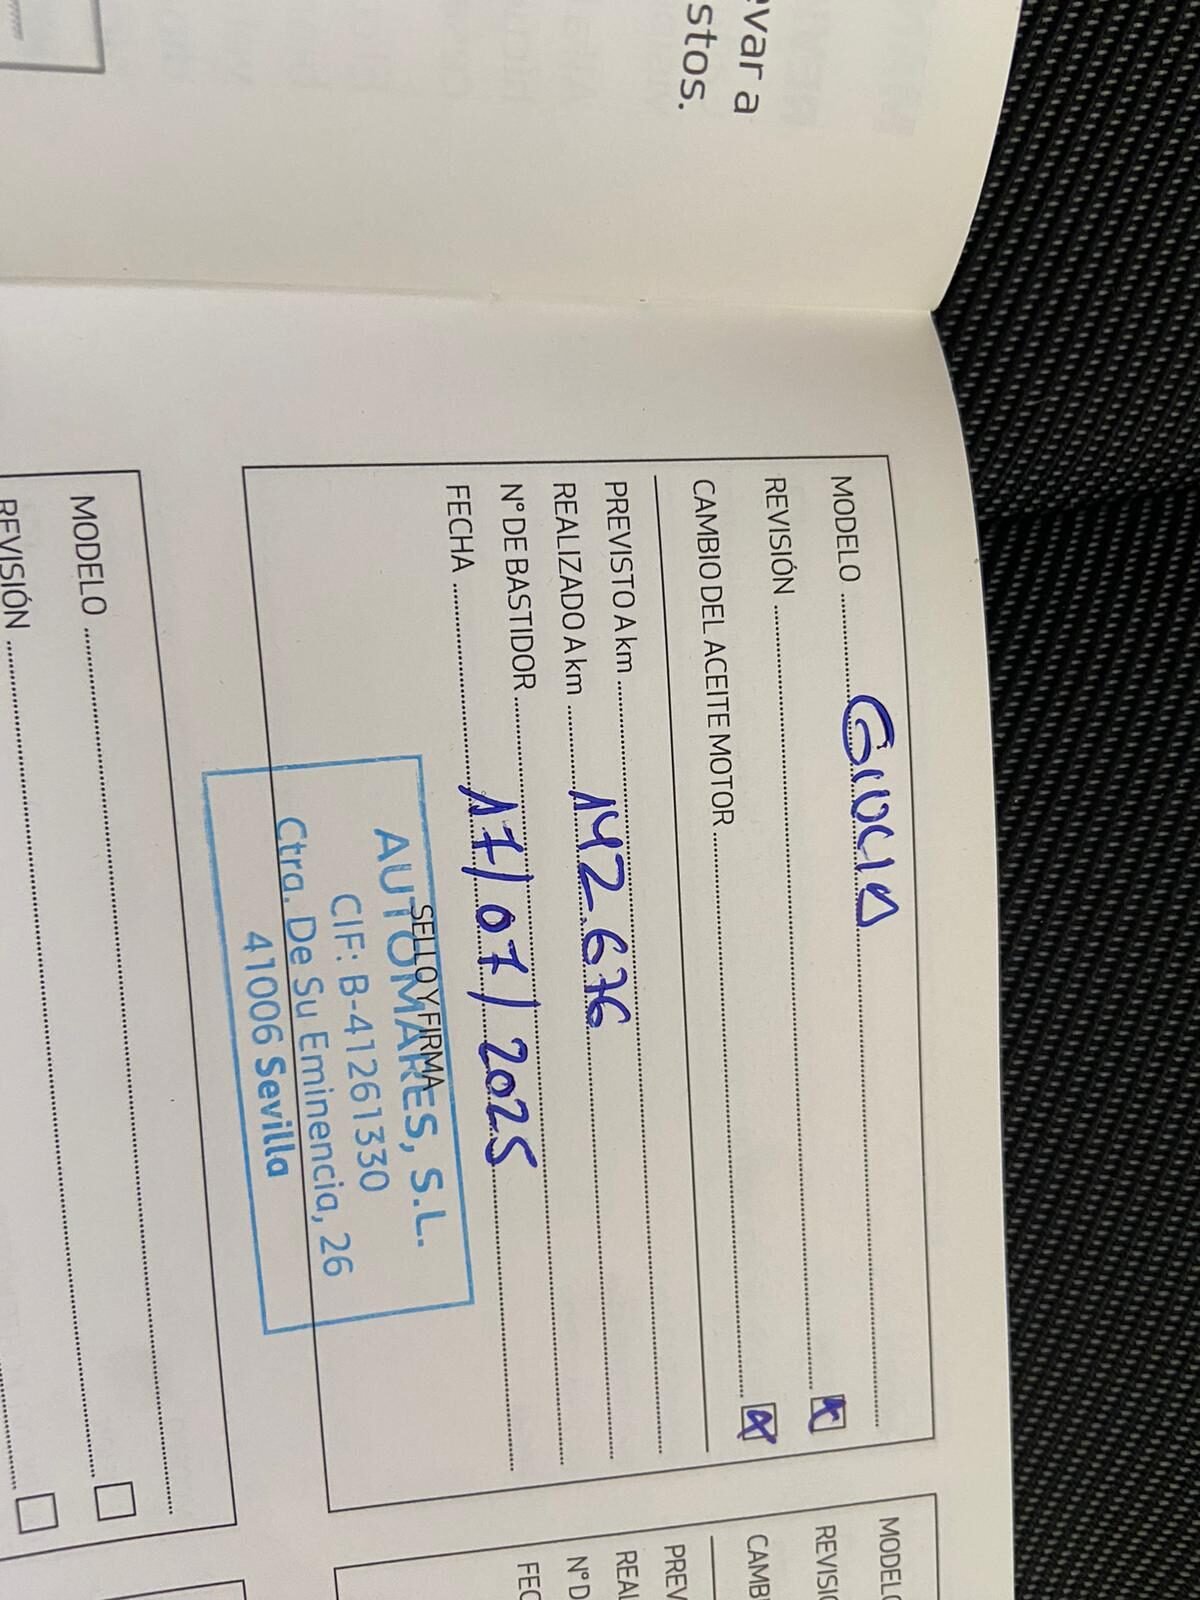 evar a
stos.
MODELO ........ GIULIA
REVISIÓN ........ X
CAMBIO DEL ACEITE MOTOR ........ X
PREVISTO A km ........
REALIZADO A km ........ 142.676
Nº DE BASTIDOR ........
FECHA ........ 17/07/2025
SELLO Y FIRMA
AUTOMARES, S.L.
CIF: B-41261330
Ctra. De Su Eminencia, 26
41006 Sevilla
MODELO ........
REVISIÓN ........
MODELO
REVISIÓ
CAMB
PREV
REAL
Nº D
FEC